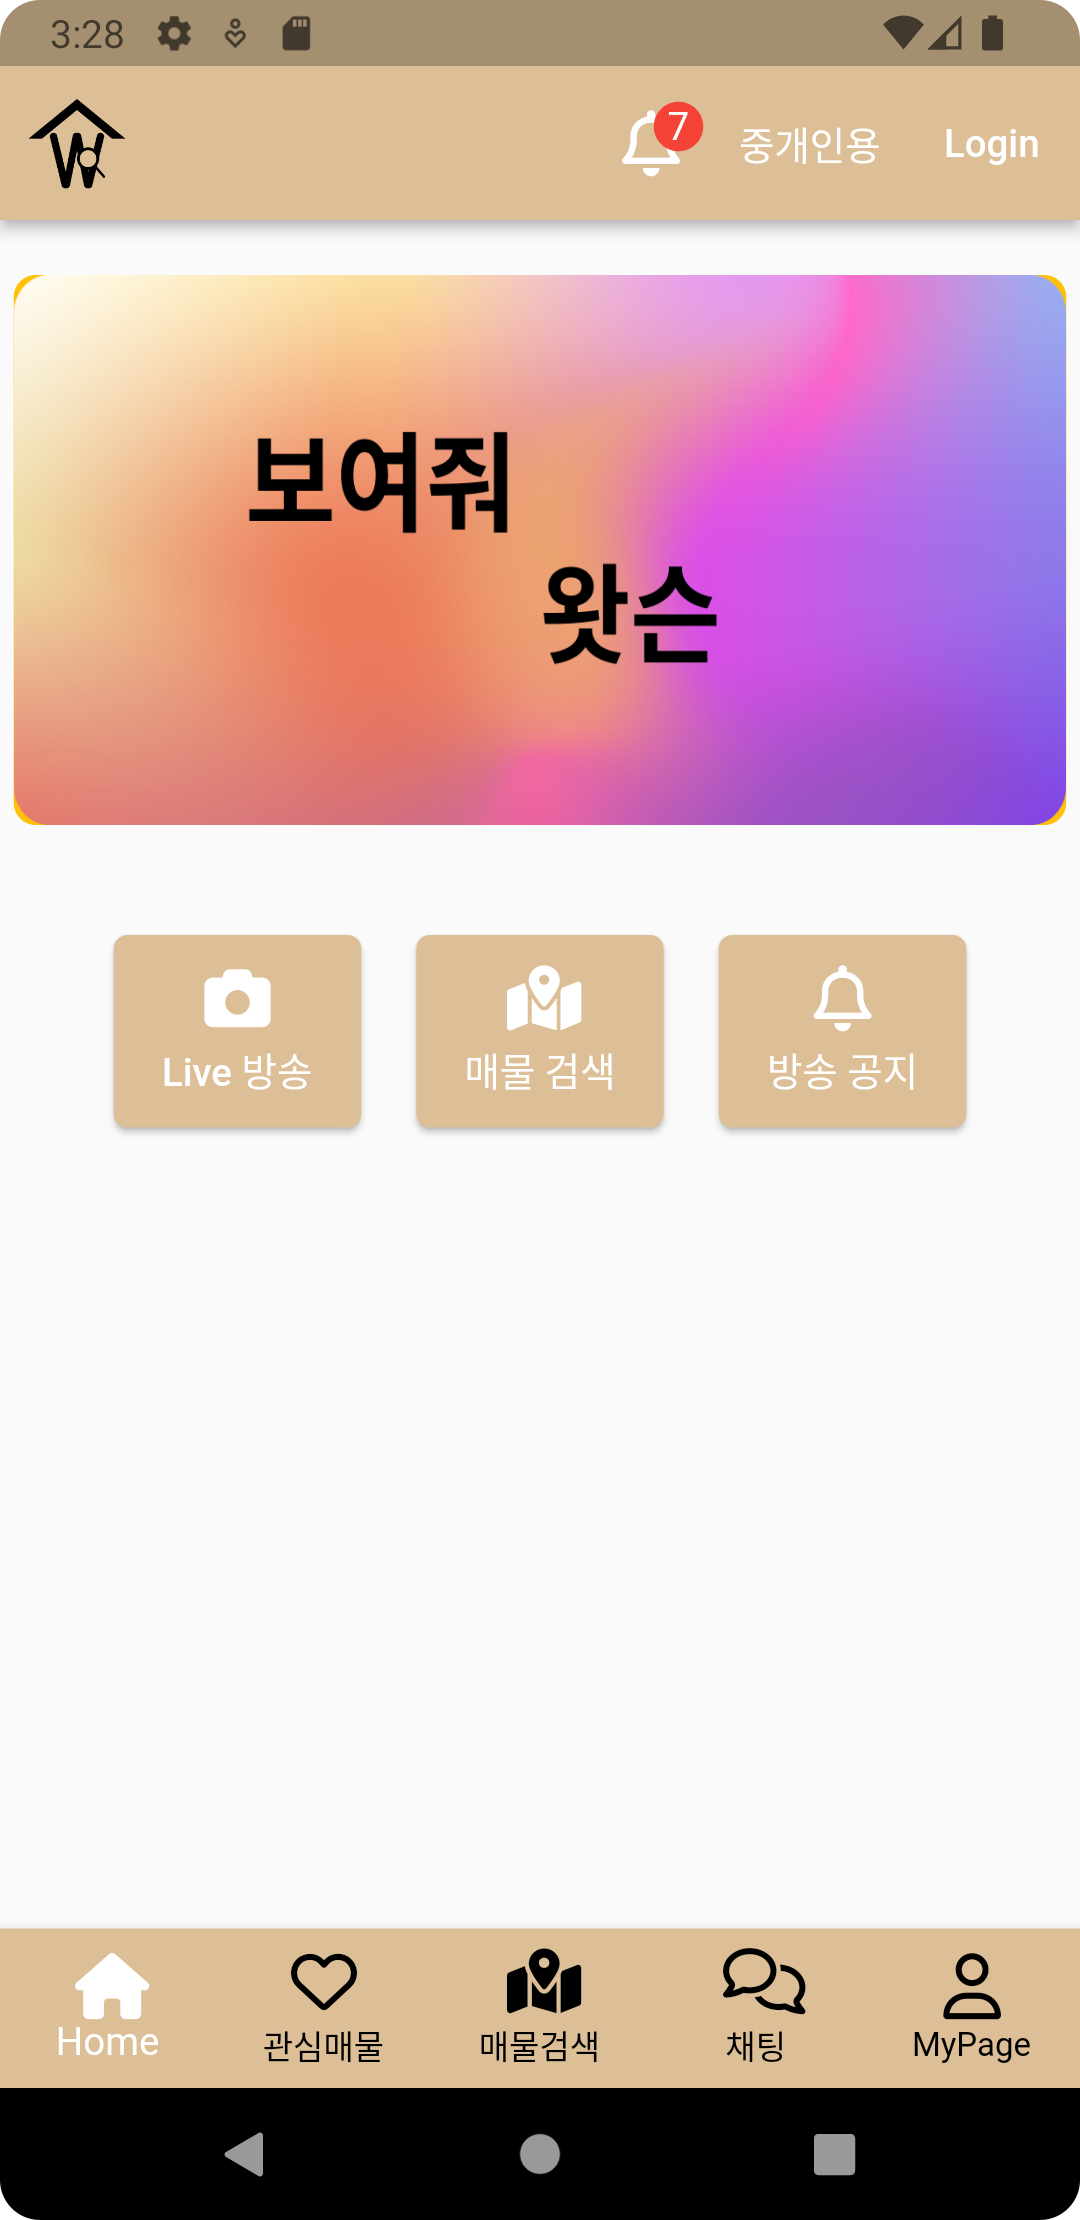 3:28
7
중개인용
Login
보여줘
왓슨
Live 방송
매물 검색
방송 공지
Home
관심매물
매물검색
채팅
MyPage